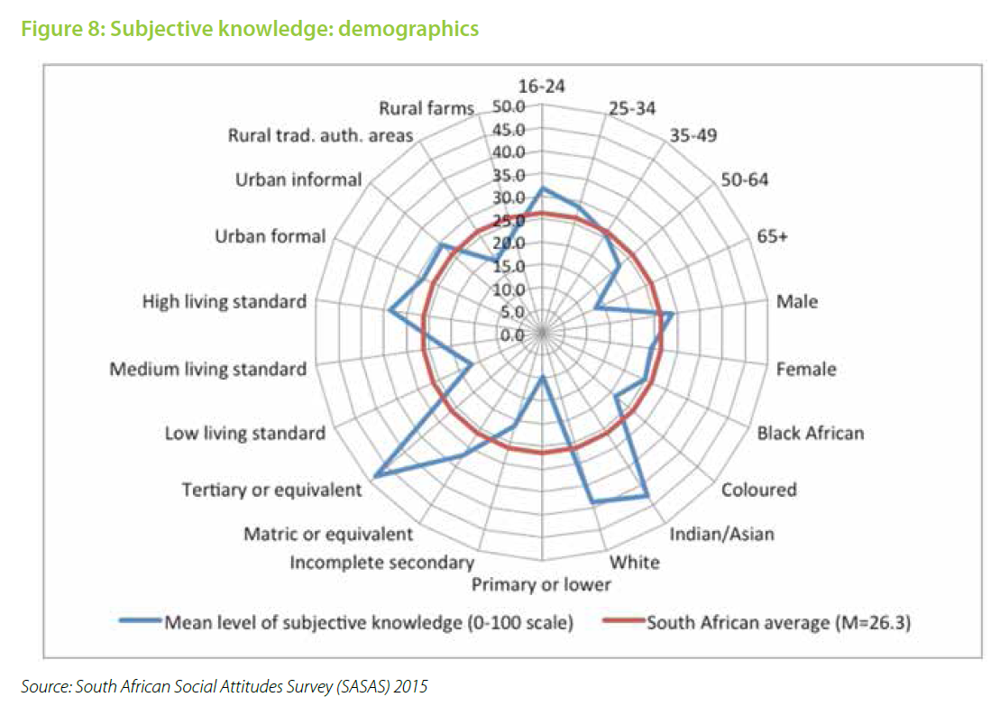 Figure 8: Subjective knowledge: demographics
16-24
Rural farms
50.0
25-34
45.0
Rural trad. auth. areas
35-49
40.0
35.0
Urban informal
50-64
30.0
25.0
Urban formal
65+
20.0
15.0
High living standard
Male
10.0
5.0
0.0
Medium living standard
Female
Low living standard
Black African
Tertiary or equivalent
Coloured
Matric or equivalent
Indian/Asian
Incomplete secondary
White
Primary or lower
Mean level of subjective knowledge (0-100 scale)
South African average (M=26.3)
Source: South African Social Attitudes Survey (SASAS) 2015